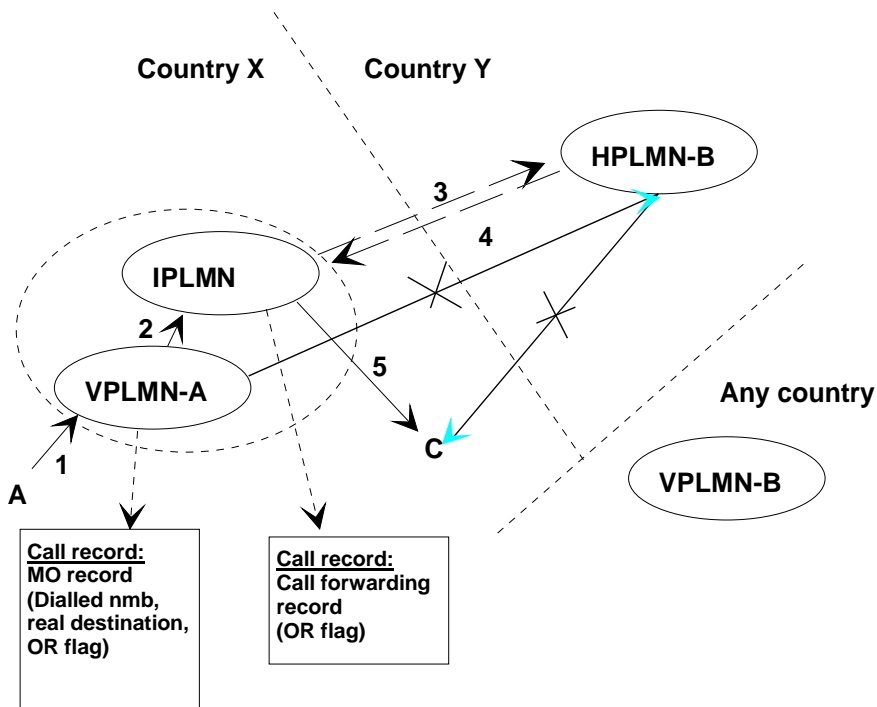 Country X
Country Y
HPLMN-B
3
4
IPLMN
2
5
VPLMN-A
Any country
C
1
A
VPLMN-B
Call record:
MO record
(Dialled nmb,
real destination,
OR flag)
Call record:
Call forwarding
record
(OR flag)